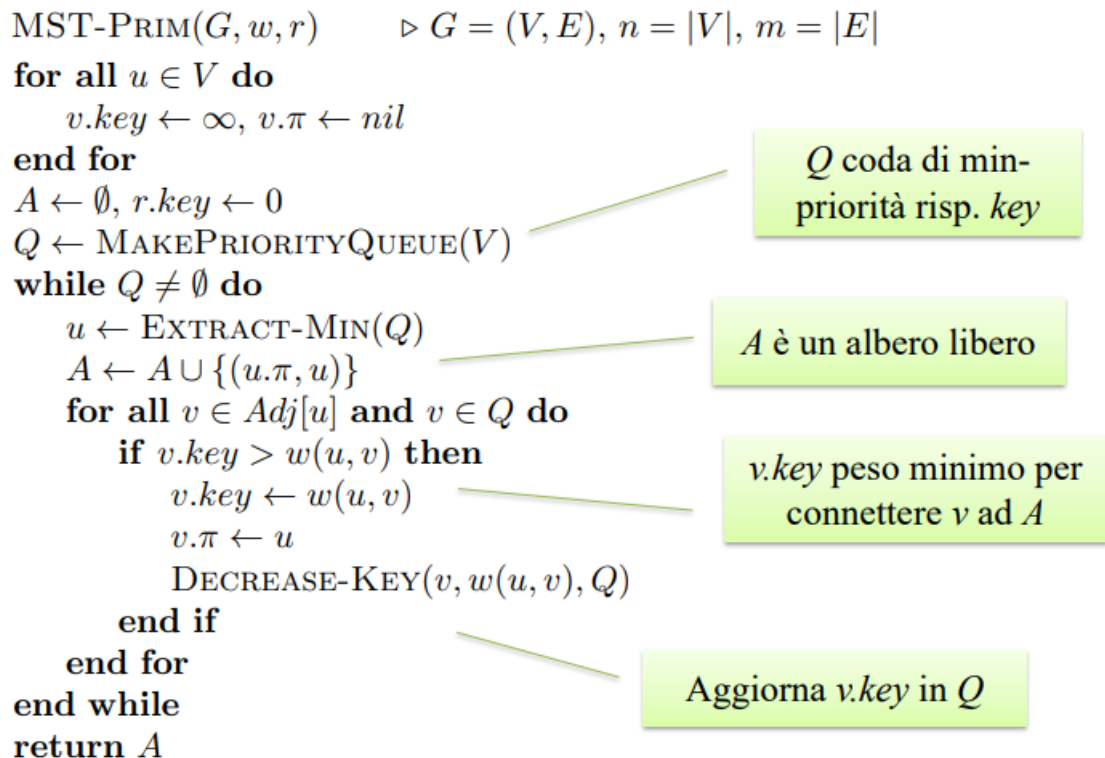 MST-PRIM(G, w, r) ▷ G = (V, E), n = |V|, m = |E|
for all u ∈ V do
v.key ← ∞, v.π ← nil
end for
Q coda di min-
priorità risp. key
A ← ∅, r.key ← 0
Q ← MAKEPRIORITYQUEUE(V)
while Q ≠ ∅ do
u ← EXTRACT-MIN(Q)
A ← A ∪ {(u.π, u)}
A è un albero libero
for all v ∈ Adj[u] and v ∈ Q do
if v.key > w(u, v) then
v.key ← w(u, v)
v.key peso minimo per
connettere v ad A
v.π ← u
DECREASE-KEY(v, w(u, v), Q)
end if
end for
Aggiorna v.key in Q
end while
return A